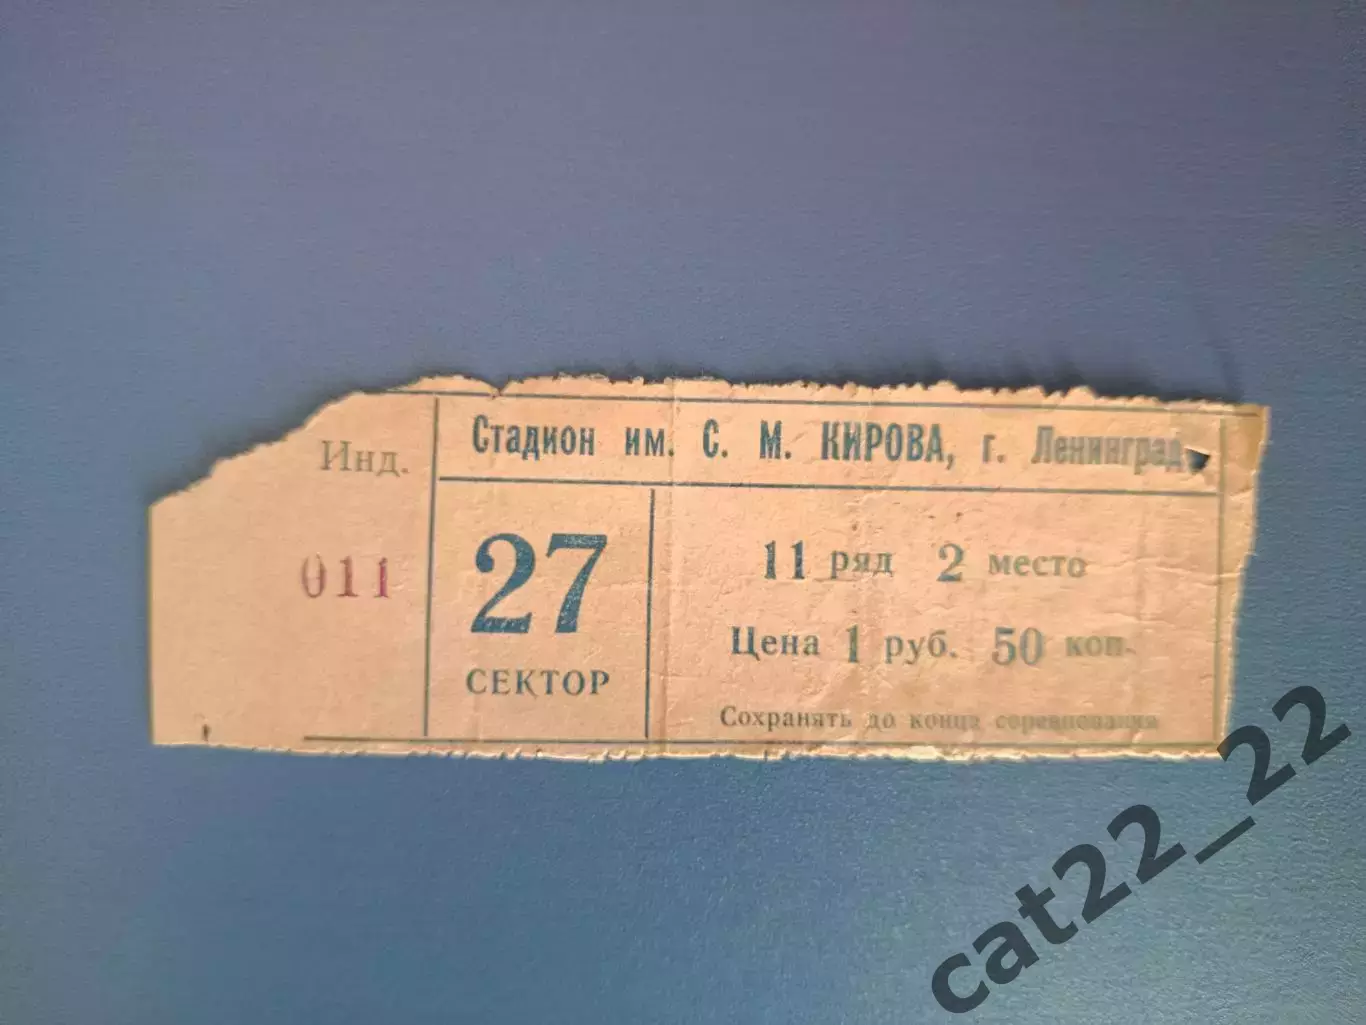 Стадион им. С. М. КИРОВА, г. Ленинград
Инд.
011
27
СЕКТОР
11 ряд 2 место
Цена 1 руб. 50 коп.
Сохранять до конца соревнования
cat22_22